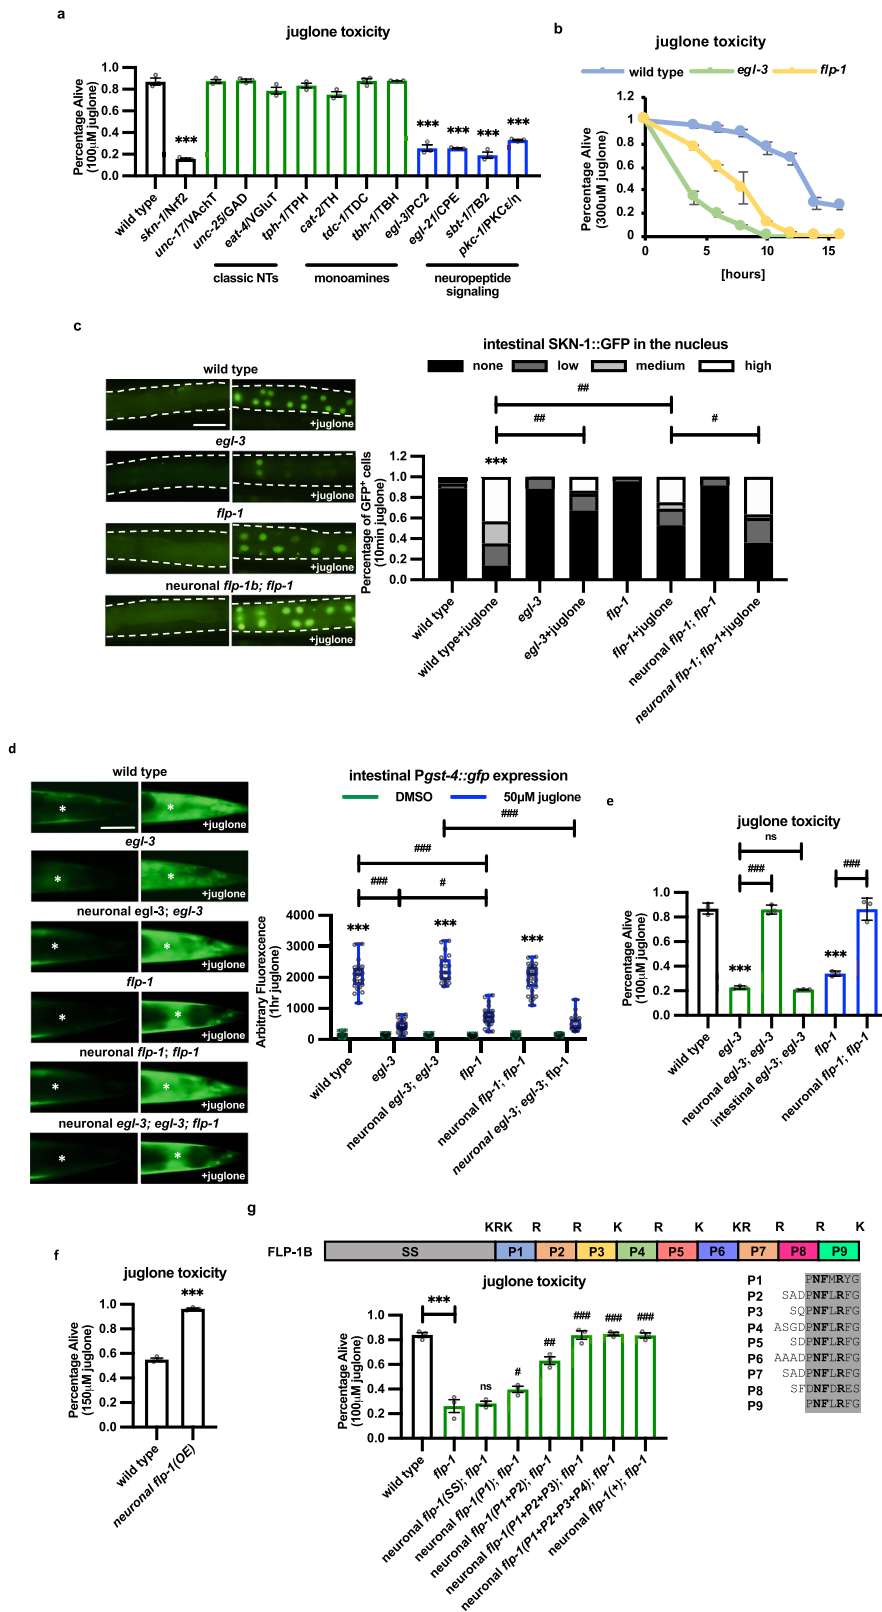 a
juglone toxicity
Percentage Alive
(100μM juglone)
1.0
0.8
0.6
0.4
0.2
0.0
***
***
***
***
***
wild type
skn-1/Nrf2
unc-17/VAchT
unc-25/GAD
eat-4/VGluT
tph-1/TPH
cat-2/TH
tdc-1/TDC
tbh-1/TBH
egl-3/PC2
egl-21/CPE
sbt-1/7B2
pkc-1/PKCε/η
classic NTs
monoamines
neuropeptide
signaling
b
juglone toxicity
wild type egl-3 flp-1
Percentage Alive
(300uM juglone)
1.2
1
0.8
0.6
0.4
0.2
0
0 5 10 15
[hours]
c
wild type
+juglone
egl-3
+juglone
flp-1
+juglone
neuronal flp-1b; flp-1
+juglone
intestinal SKN-1::GFP in the nucleus
none low medium high
##
##
#
***
Percentage of GFP+ cells
(10min juglone)
1.2
1.0
0.8
0.6
0.4
0.2
0.0
wild type
wild type+juglone
egl-3
egl-3+juglone
flp-1
flp-1+juglone
neuronal flp-1; flp-1
neuronal flp-1; flp-1+juglone
d
wild type
*
*
+juglone
egl-3
*
*
+juglone
neuronal egl-3; egl-3
*
*
+juglone
flp-1
*
*
+juglone
neuronal flp-1; flp-1
*
*
+juglone
neuronal egl-3; egl-3; flp-1
*
*
+juglone
intestinal Pgst-4::gfp expression
DMSO 50μM juglone
###
###
###
#
***
***
***
Arbitrary Fluorescence
(1hr juglone)
4000
3000
2000
1000
0
wild type
egl-3
neuronal egl-3; egl-3
flp-1
neuronal flp-1; flp-1
neuronal egl-3; egl-3; flp-1
e
juglone toxicity
ns
###
###
***
***
Percentage Alive
(100μM juglone)
1.0
0.8
0.6
0.4
0.2
0.0
wild type
egl-3
neuronal egl-3; egl-3
intestinal egl-3; egl-3
flp-1
neuronal flp-1; flp-1
f
juglone toxicity
***
Percentage Alive
(150μM juglone)
1.0
0.8
0.6
0.4
0.2
0.0
wild type
neuronal flp-1(OE)
g
KRK R R K R K KR R R K
FLP-1B SS P1 P2 P3 P4 P5 P6 P7 P8 P9
juglone toxicity
***
ns
#
##
###
###
###
Percentage Alive
(100μM juglone)
1.0
0.8
0.6
0.4
0.2
0.0
wild type
flp-1
neuronal flp-1(SS); flp-1
neuronal flp-1(P1); flp-1
neuronal flp-1(P1+P2); flp-1
neuronal flp-1(P1+P2+P3); flp-1
neuronal flp-1(P1+P2+P3+P4); flp-1
neuronal flp-1(+); flp-1
P1 PNFMRYG
P2 SADPNFLRFG
P3 SQPNFLRFG
P4 ASGDPNFLRFG
P5 SDPNFLRFG
P6 AAADPNFLRFG
P7 SADPNFLRFG
P8 SFDNFDRES
P9 PNFLRFG